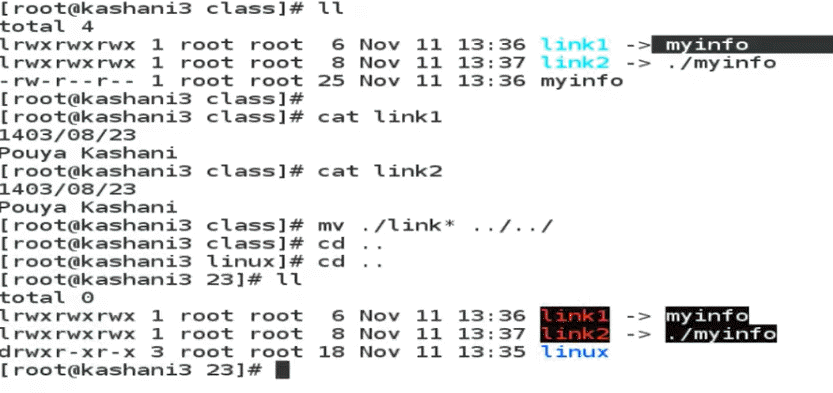 [root@kashani3 class]# ll
total 4
lrwxrwxrwx 1 root root  6 Nov 11 13:36 link1 -> myinfo
lrwxrwxrwx 1 root root  8 Nov 11 13:37 link2 -> ./myinfo
-rw-r--r-- 1 root root 25 Nov 11 13:36 myinfo
[root@kashani3 class]#
[root@kashani3 class]# cat link1
1403/08/23
Pouya Kashani
[root@kashani3 class]# cat link2
1403/08/23
Pouya Kashani
[root@kashani3 class]# mv ./link* ../../
[root@kashani3 class]# cd ..
[root@kashani3 linux]# cd ..
[root@kashani3 23]# ll
total 0
lrwxrwxrwx 1 root root  6 Nov 11 13:36 link1 -> myinfo
lrwxrwxrwx 1 root root  8 Nov 11 13:37 link2 -> ./myinfo
drwxr-xr-x 3 root root 18 Nov 11 13:35 linux
[root@kashani3 23]#